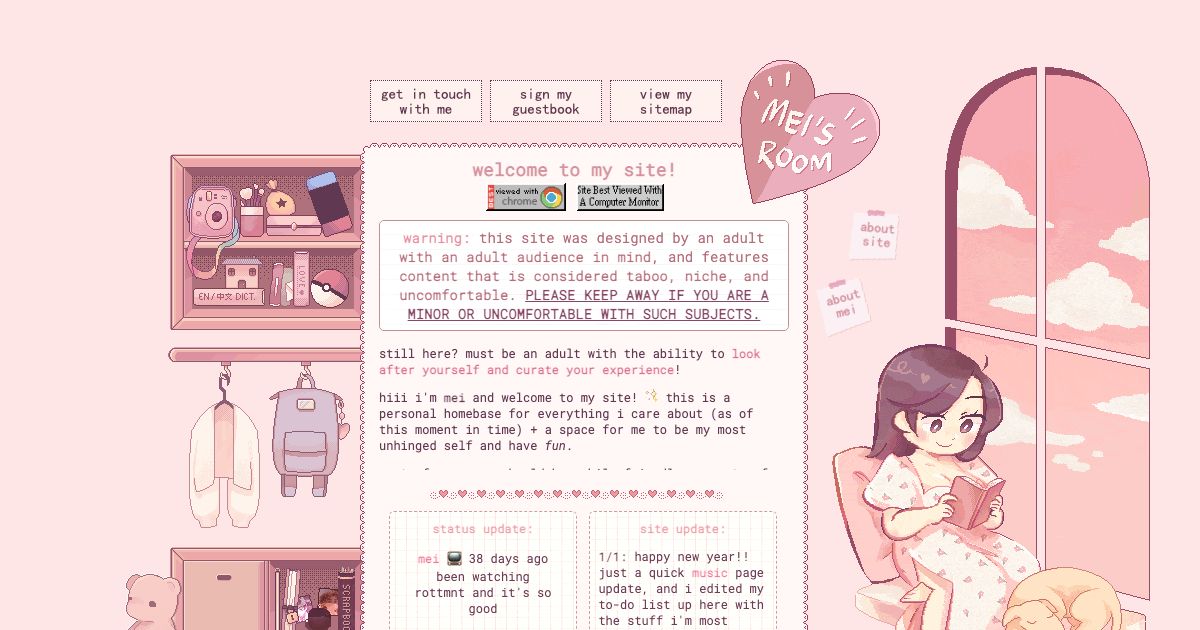 get in touch
with me
sign my
guestbook
view my
sitemap
MEI'S
ROOM
welcome to my site!
viewed with
chrome
Site Best Viewed With
A Computer Monitor
warning: this site was designed by an adult
with an adult audience in mind, and features
content that is considered taboo, niche, and
uncomfortable. PLEASE KEEP AWAY IF YOU ARE A
MINOR OR UNCOMFORTABLE WITH SUCH SUBJECTS.
about
site
about
mei
LOVE
EN/中文 DICT.
still here? must be an adult with the ability to look
after yourself and curate your experience!
hiii i'm mei and welcome to my site! ✨ this is a
personal homebase for everything i care about (as of
this moment in time) + a space for me to be my most
unhinged self and have fun.
status update:
mei 📺 38 days ago
been watching
rottmnt and it's so
good
site update:
1/1: happy new year!!
just a quick music page
update, and i edited my
to-do list up here with
the stuff i'm most
SCRAPBOO